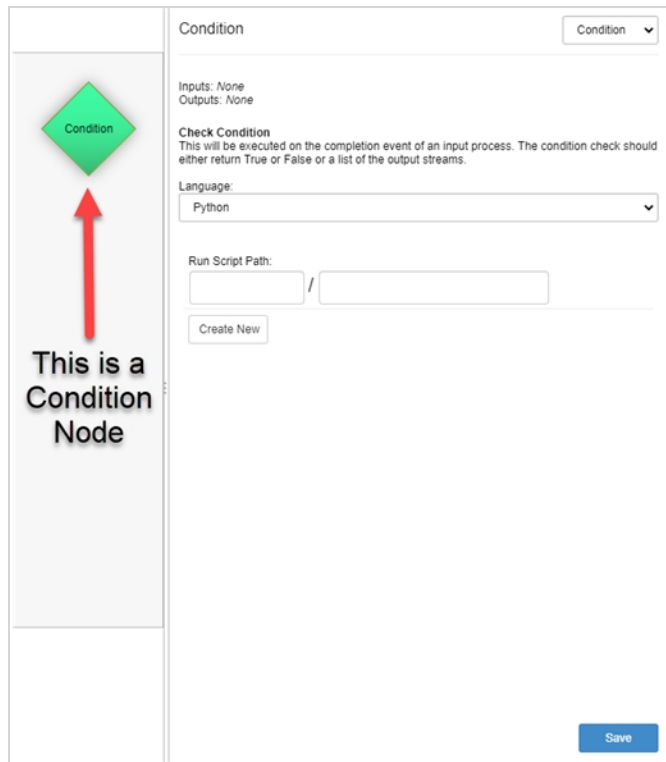 Condition
Condition
Inputs: None
Outputs: None
Condition
Check Condition
This will be executed on the completion event of an input process. The condition check should
either return True or False or a list of the output streams.
Language:
Python
Run Script Path:
/
Create New
This is a
Condition
Node
Save